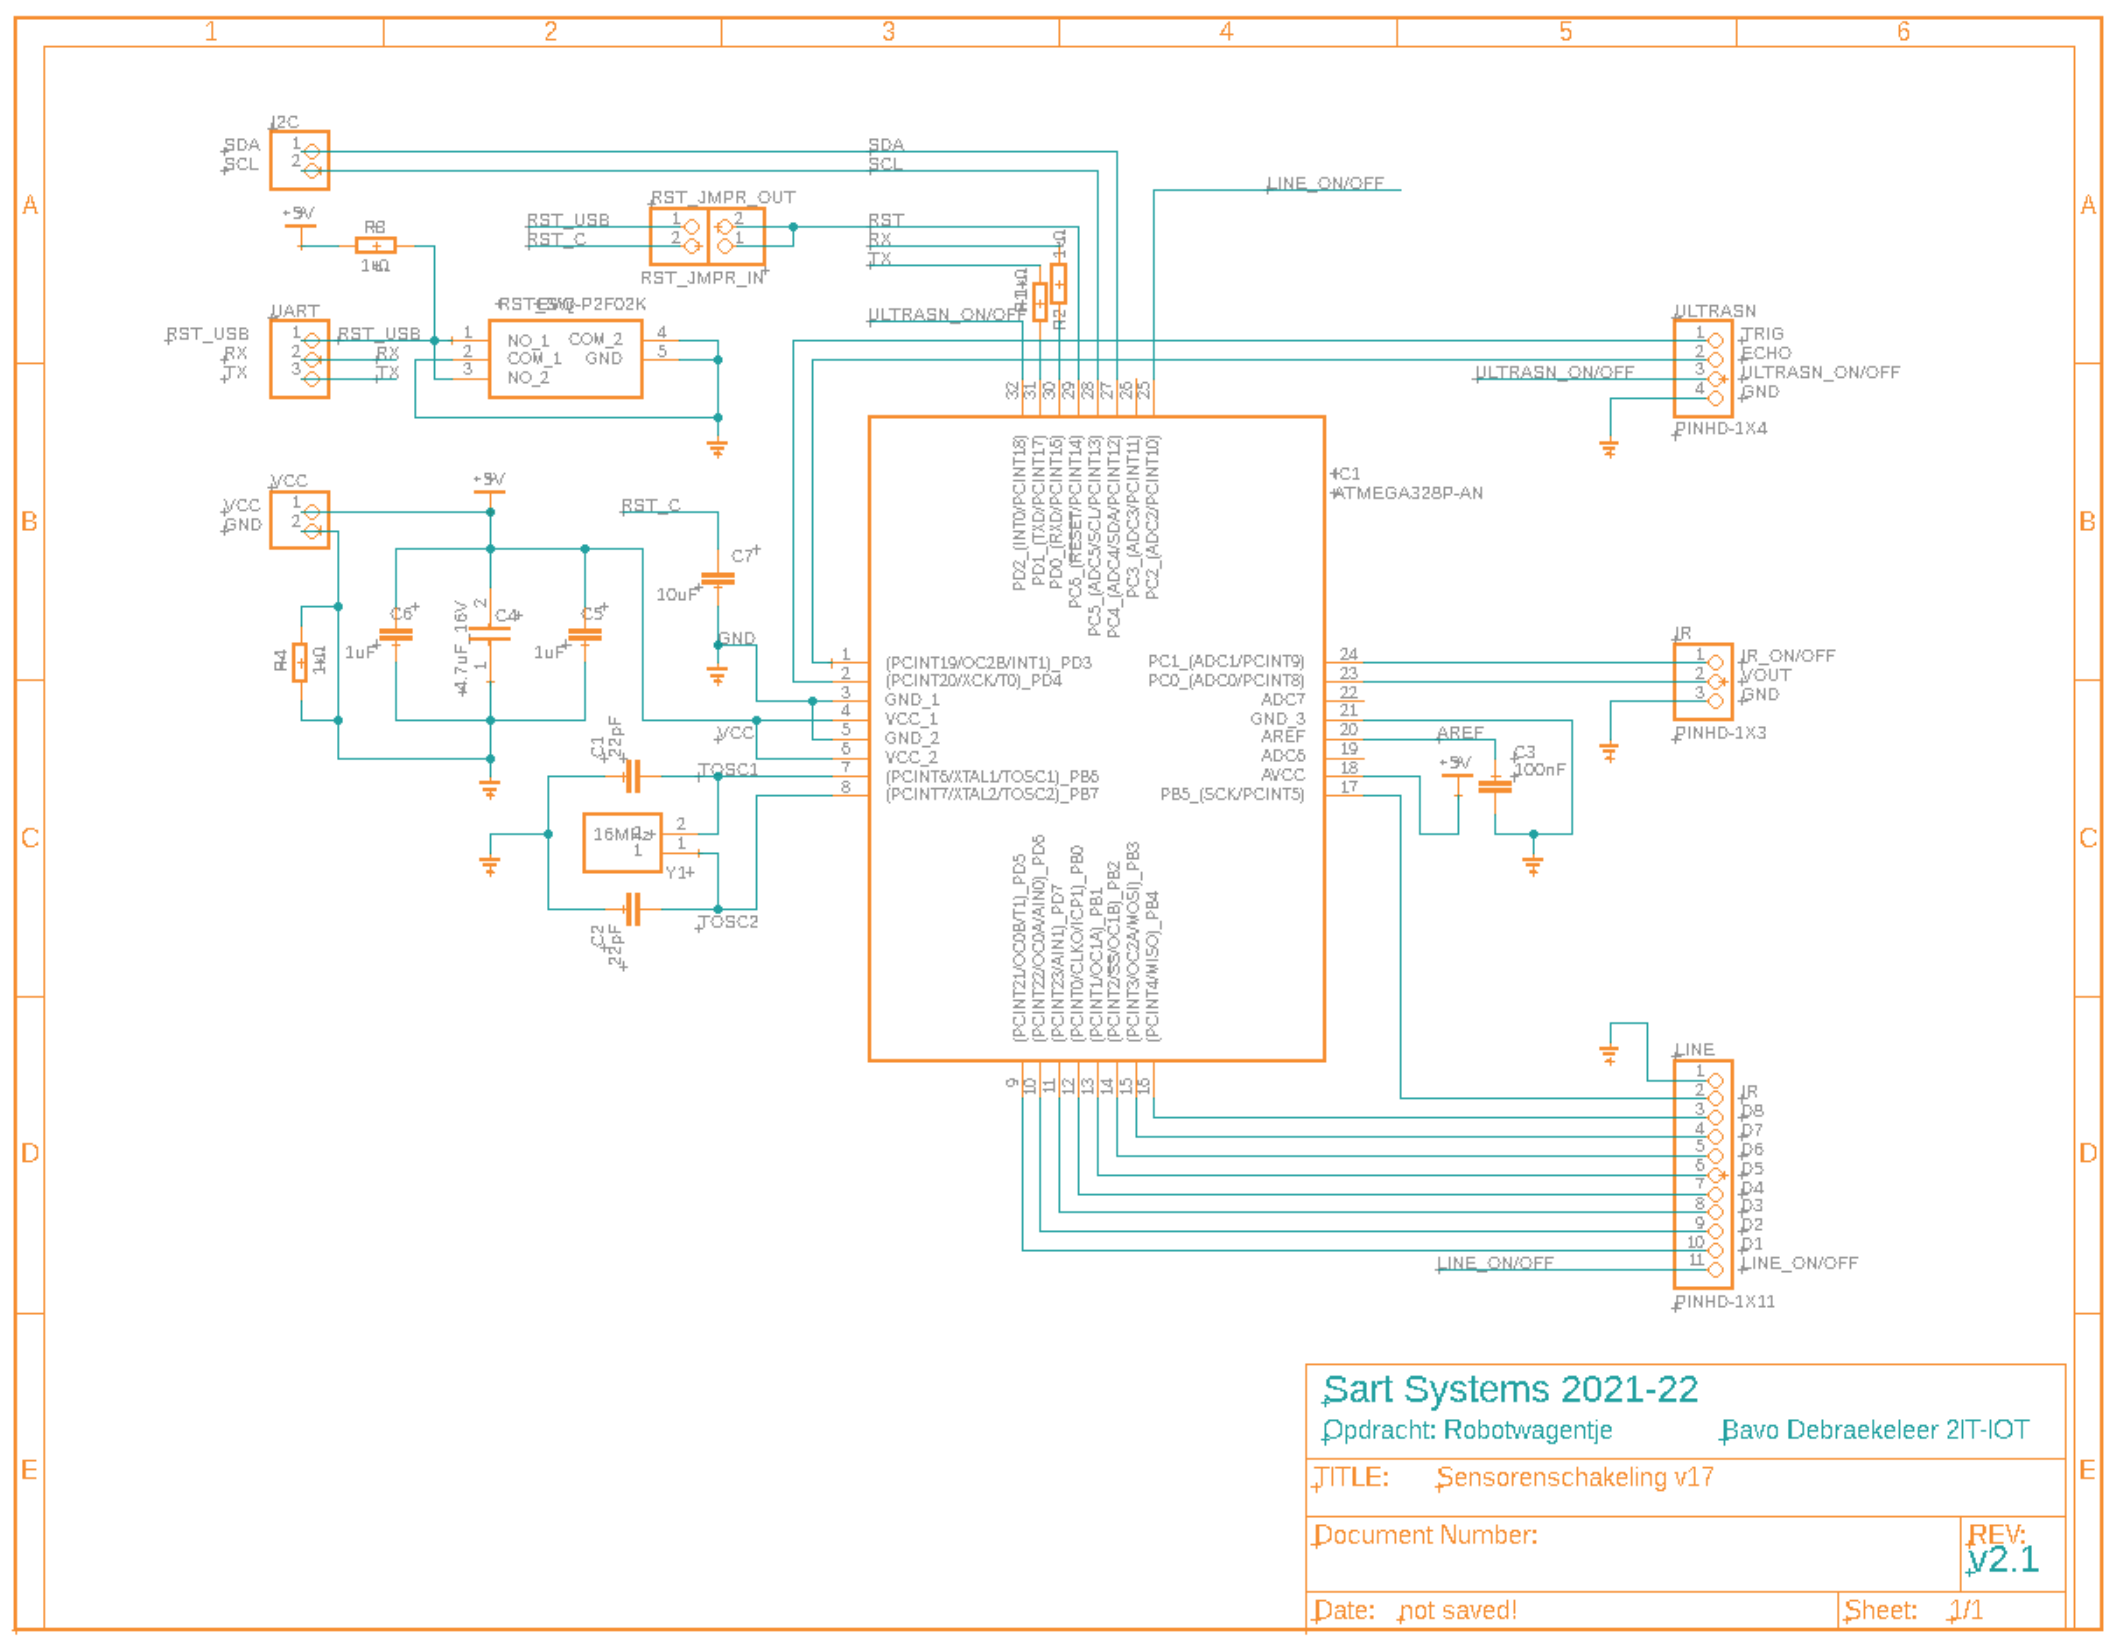 1 2 3 4 5 6
A A
B B
C C
D D
E E
I2C
SDA 1
SCL 2
SDA
SCL
LINE_ON/OFF
RST_JMPR_OUT
RST_USB 1 2 RST
RST_C 2 1 RX
TX
RST_JMPR_IN
1kΩ
UART
RST_USB 1 RST_USB
RX 2 RX
TX 3 TX
1 NO_1 COM_2 4
2 COM_1 GND 5
3 NO_2
ULTRASN_ON/OFF
R2
32 31 30 29 28 27 26 25
ULTRASN
1 TRIG
2 ECHO
ULTRASN_ON/OFF 3 ULTRASN_ON/OFF
4 GND
PINHD-1X4
VCC
VCC 1
GND 2
RST_C
C7
10uF
GND
C6
1uF
C4
4.7uF_16V
2
1
C5
1uF
R4
1kΩ
ATMEGA328P-AN
PD2_(INT0/PCINT18)
PD1_(TXD/PCINT17)
PD0_(RXD/PCINT16)
PC6_(RESET/PCINT14)
PC5_(ADC5/SCL/PCINT13)
PC4_(ADC4/SDA/PCINT12)
PC3_(ADC3/PCINT11)
PC2_(ADC2/PCINT10)
1 (PCINT19/OC2B/INT1)_PD3
2 (PCINT20/XCK/T0)_PD4
3 GND_1
4 VCC_1
5 GND_2
6 VCC_2
7 (PCINT6/XTAL1/TOSC1)_PB6
8 (PCINT7/XTAL2/TOSC2)_PB7
PC1_(ADC1/PCINT9) 24
PC0_(ADC0/PCINT8) 23
ADC7 22
GND_3 21
AREF 20
ADC6 19
AVCC 18
PB5_(SCK/PCINT5) 17
IR
1 IR_ON/OFF
2 VOUT
3 GND
PINHD-1X3
VCC
AREF
C3
100nF
C1
22pF
TOSC1
2
1
Y1
C2
22pF
TOSC2
(PCINT21/OC0B/T1)_PD5
(PCINT22/OC0A/AIN0)_PD6
(PCINT23/AIN1)_PD7
(PCINT0/CLKO/ICP1)_PB0
(PCINT1/OC1A)_PB1
(PCINT2/SS/OC1B)_PB2
(PCINT3/OC2A/MOSI)_PB3
(PCINT4/MISO)_PB4
9 10 11 12 13 14 15 16
LINE
1
2 IR
3 D8
4 D7
5 D6
6 D5
7 D4
8 D3
9 D2
10 D1
LINE_ON/OFF 11 LINE_ON/OFF
PINHD-1X11
Sart Systems 2021-22
Opdracht: Robotwagentje Bavo Debraekeleer 2IT-IOT
TITLE: Sensorenschakeling v17
Document Number:
REV:
v2.1
Date: not saved!
Sheet: 1/1